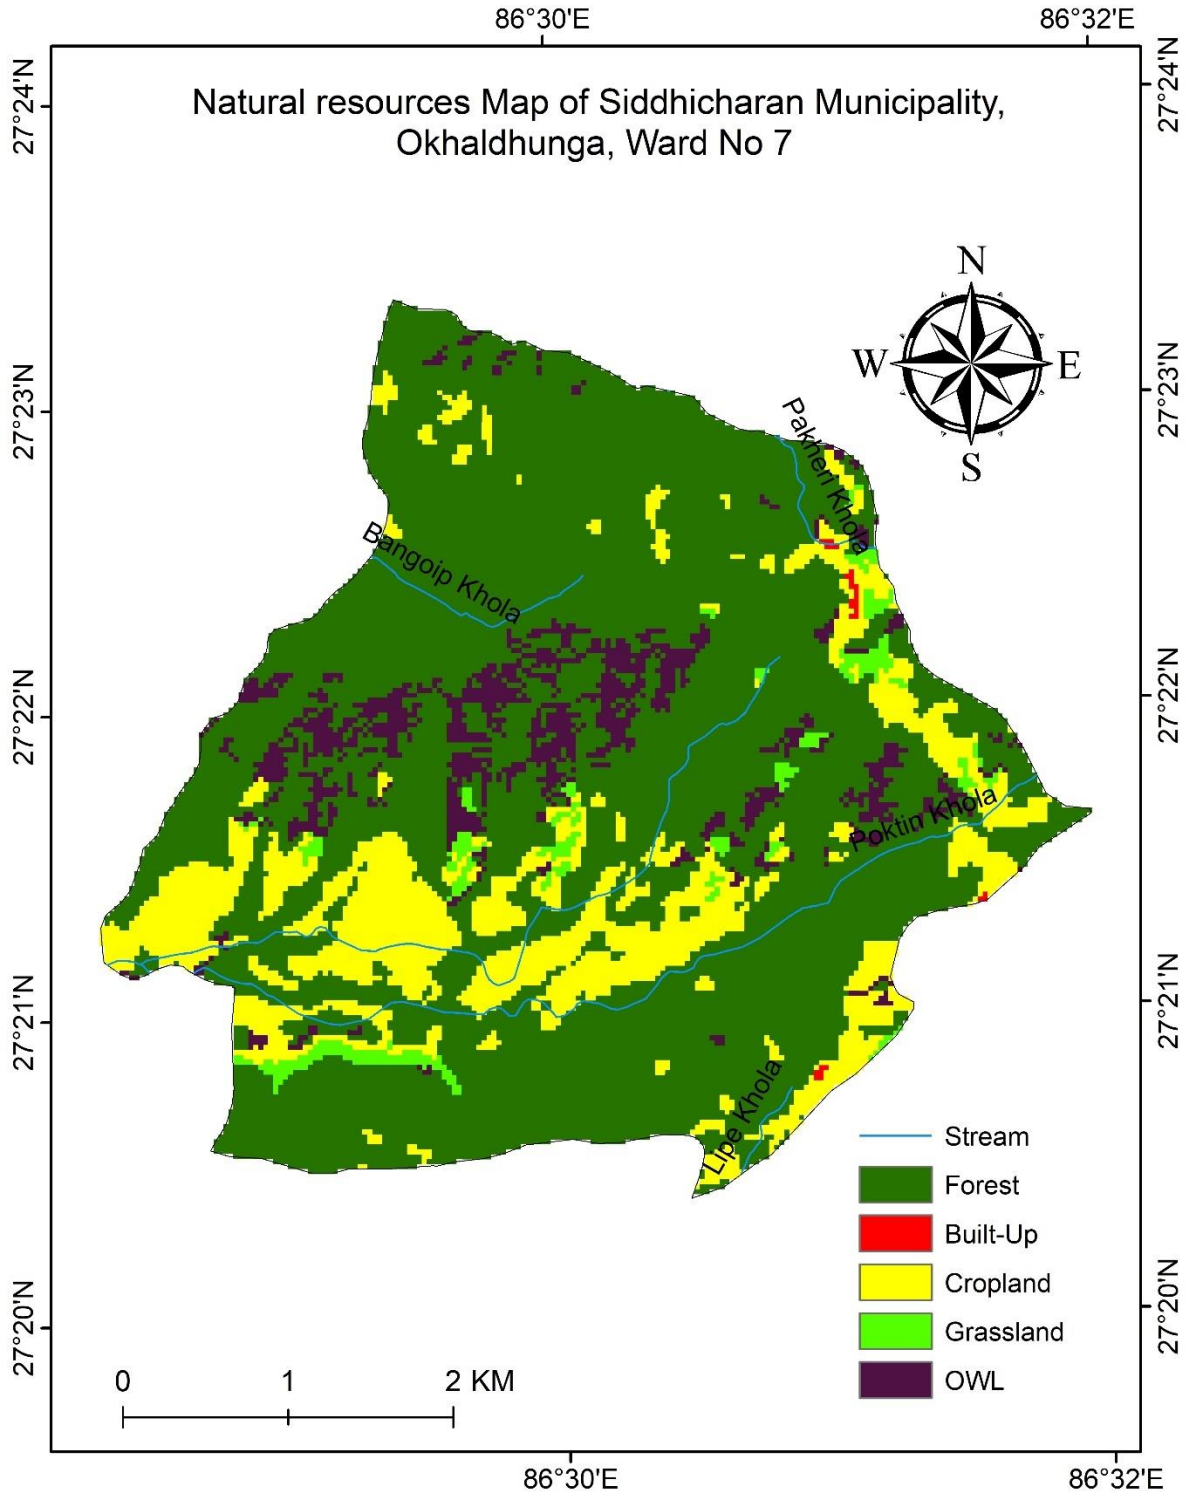 86°30'E
86°32'E
27°24'N
27°24'N
Natural resources Map of Siddhicharan Municipality,
Okhaldhunga, Ward No 7
N
W
E
S
27°23'N
27°23'N
Pakheri Khola
Bangoip Khola
27°22'N
27°22'N
Poktin Khola
27°21'N
27°21'N
Lipe Khola
Stream
Forest
Built-Up
Cropland
Grassland
OWL
27°20'N
27°20'N
0 1 2 KM
86°30'E
86°32'E